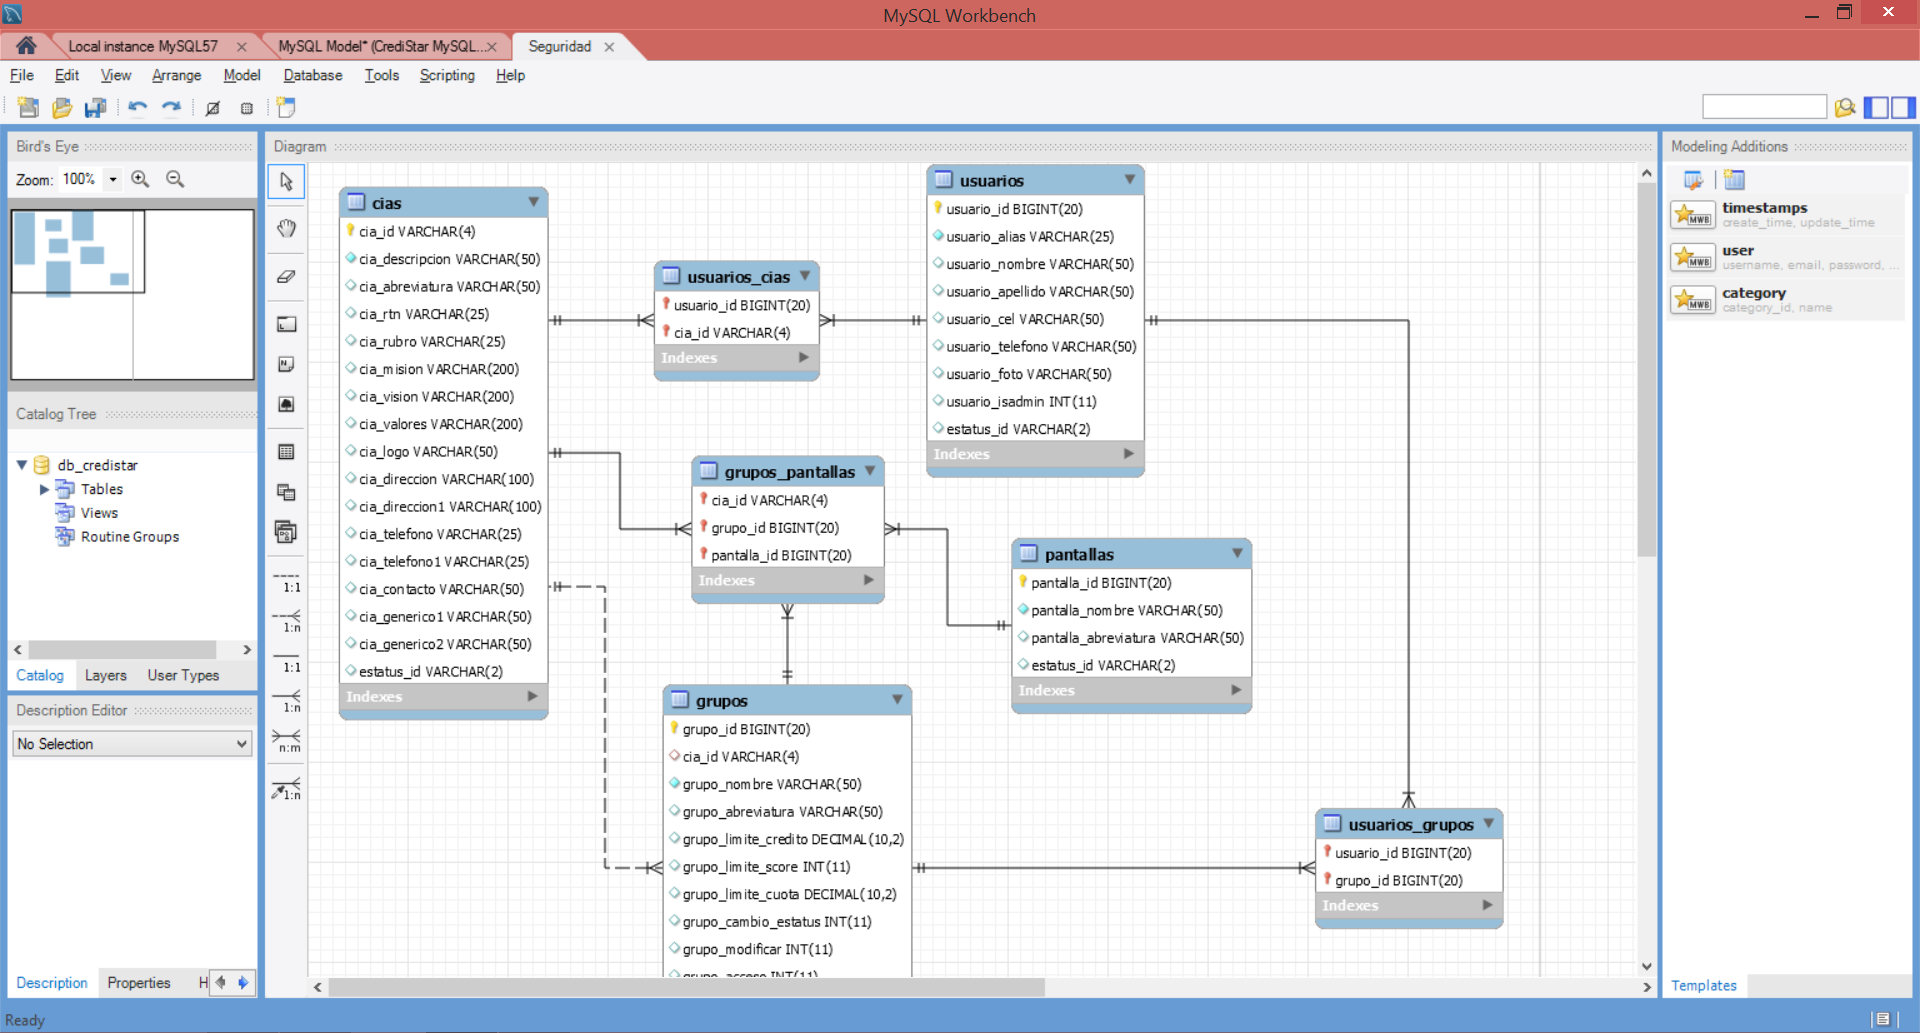 MySQL Workbench
Local instance MySQL57
MySQL Model* (CrediStar MySQL...
Seguridad
File Edit View Arrange Model Database Tools Scripting Help
Bird's Eye
Zoom: 100%
Catalog Tree
db_credistar
Tables
Views
Routine Groups
Catalog Layers User Types
Description Editor
No Selection
Description Properties H
Ready
Diagram
1:1
1:n
1:1
1:n
n:m
1:n
cias
cia_id VARCHAR(4)
cia_descripcion VARCHAR(50)
cia_abreviatura VARCHAR(50)
cia_rtn VARCHAR(25)
cia_rubro VARCHAR(25)
cia_mision VARCHAR(200)
cia_vision VARCHAR(200)
cia_valores VARCHAR(200)
cia_logo VARCHAR(50)
cia_direccion VARCHAR(100)
cia_direccion1 VARCHAR(100)
cia_telefono VARCHAR(25)
cia_telefono1 VARCHAR(25)
cia_contacto VARCHAR(50)
cia_generico1 VARCHAR(50)
cia_generico2 VARCHAR(50)
estatus_id VARCHAR(2)
Indexes
usuarios_cias
usuario_id BIGINT(20)
cia_id VARCHAR(4)
Indexes
usuarios
usuario_id BIGINT(20)
usuario_alias VARCHAR(25)
usuario_nombre VARCHAR(50)
usuario_apellido VARCHAR(50)
usuario_cel VARCHAR(50)
usuario_telefono VARCHAR(50)
usuario_foto VARCHAR(50)
usuario_isadmin INT(11)
estatus_id VARCHAR(2)
Indexes
grupos_pantallas
cia_id VARCHAR(4)
grupo_id BIGINT(20)
pantalla_id BIGINT(20)
Indexes
pantallas
pantalla_id BIGINT(20)
pantalla_nombre VARCHAR(50)
pantalla_abreviatura VARCHAR(50)
estatus_id VARCHAR(2)
Indexes
grupos
grupo_id BIGINT(20)
cia_id VARCHAR(4)
grupo_nombre VARCHAR(50)
grupo_abreviatura VARCHAR(50)
grupo_limite_credito DECIMAL(10,2)
grupo_limite_score INT(11)
grupo_limite_cuota DECIMAL(10,2)
grupo_cambio_estatus INT(11)
grupo_modificar INT(11)
grupo_acceso INT(11)
usuarios_grupos
usuario_id BIGINT(20)
grupo_id BIGINT(20)
Indexes
Modeling Additions
MWB
timestamps
create_time, update_time
MWB
user
username, email, password, ...
MWB
category
category_id, name
Templates